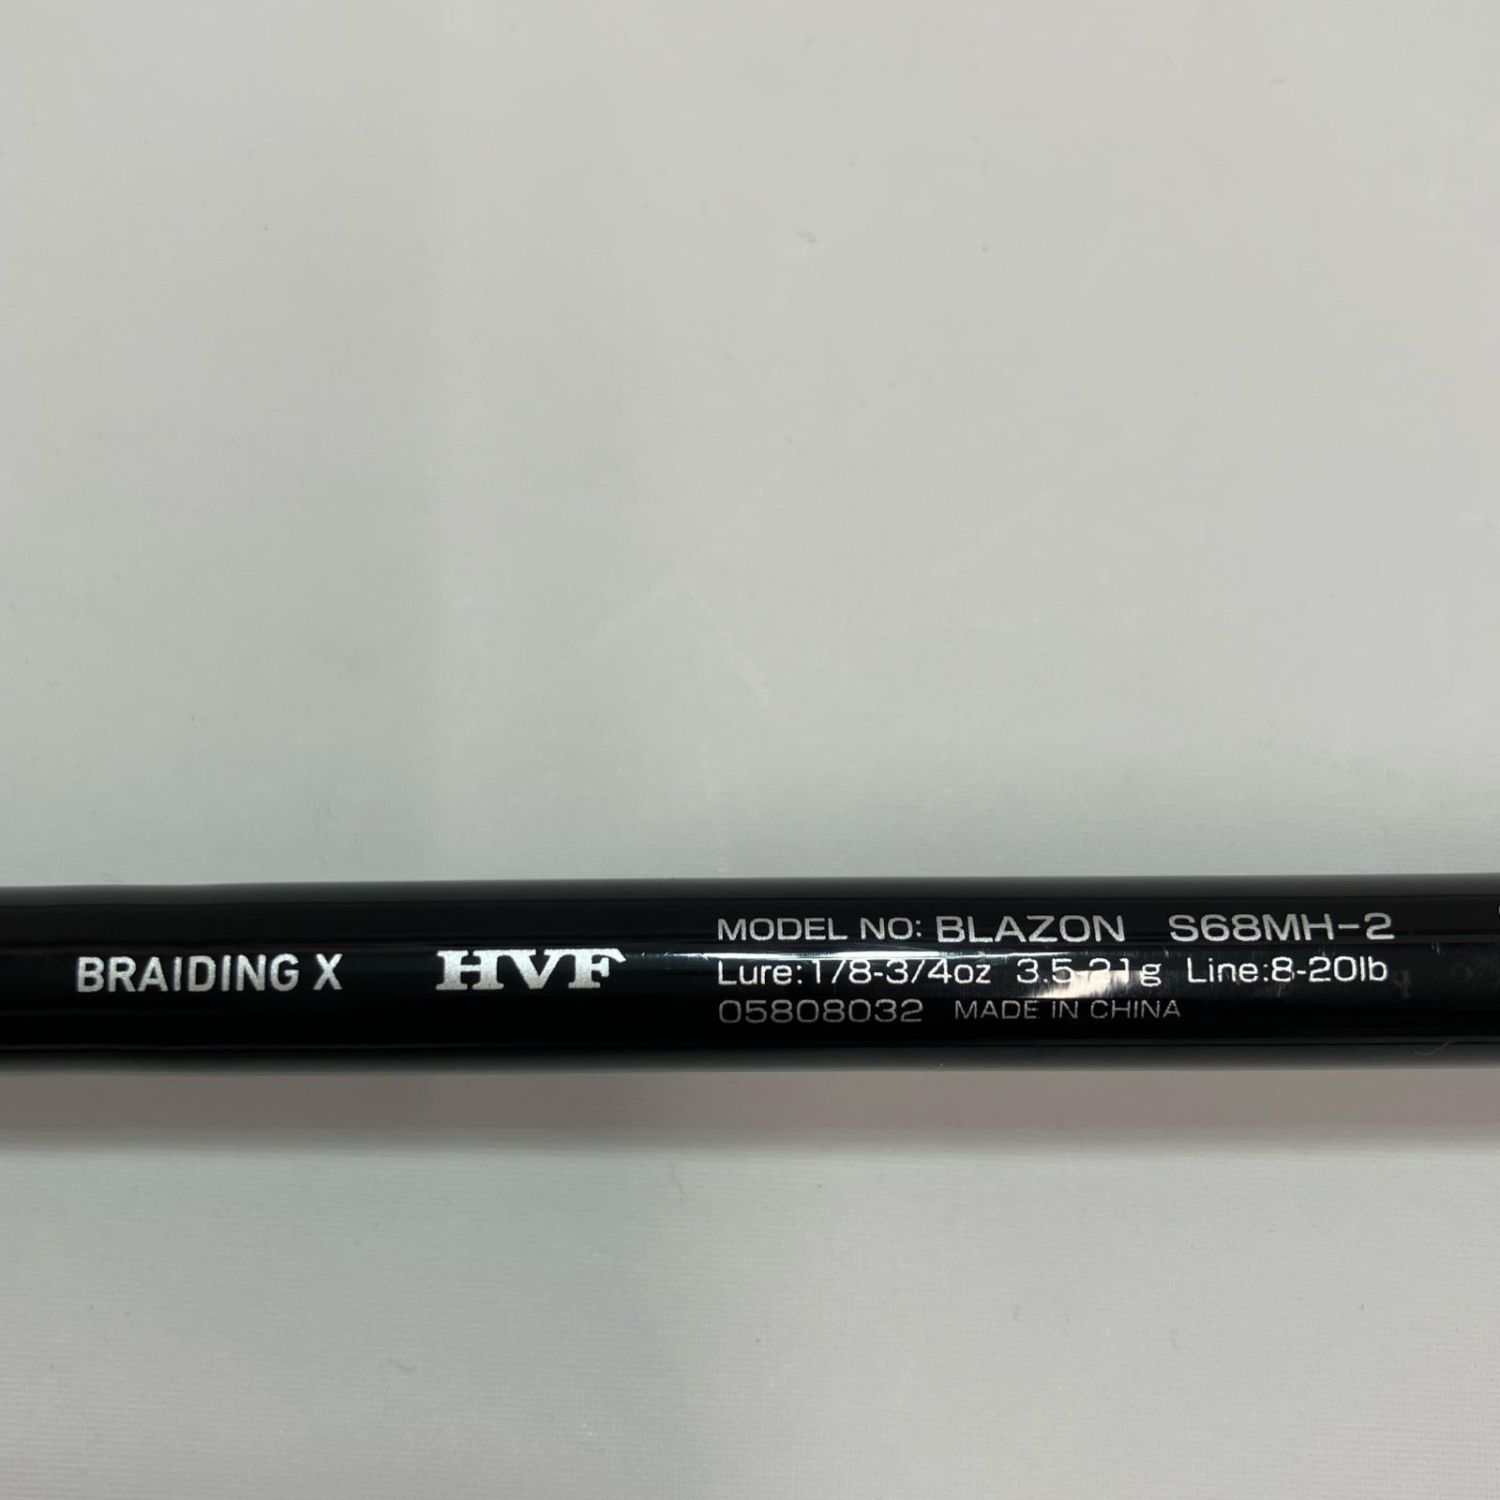 BRAIDING X HVF
MODEL NO: BLAZON S68MH-2
Lure:1/8-3/4oz 3.5-21g Line:8-20lb
05808032 MADE IN CHINA